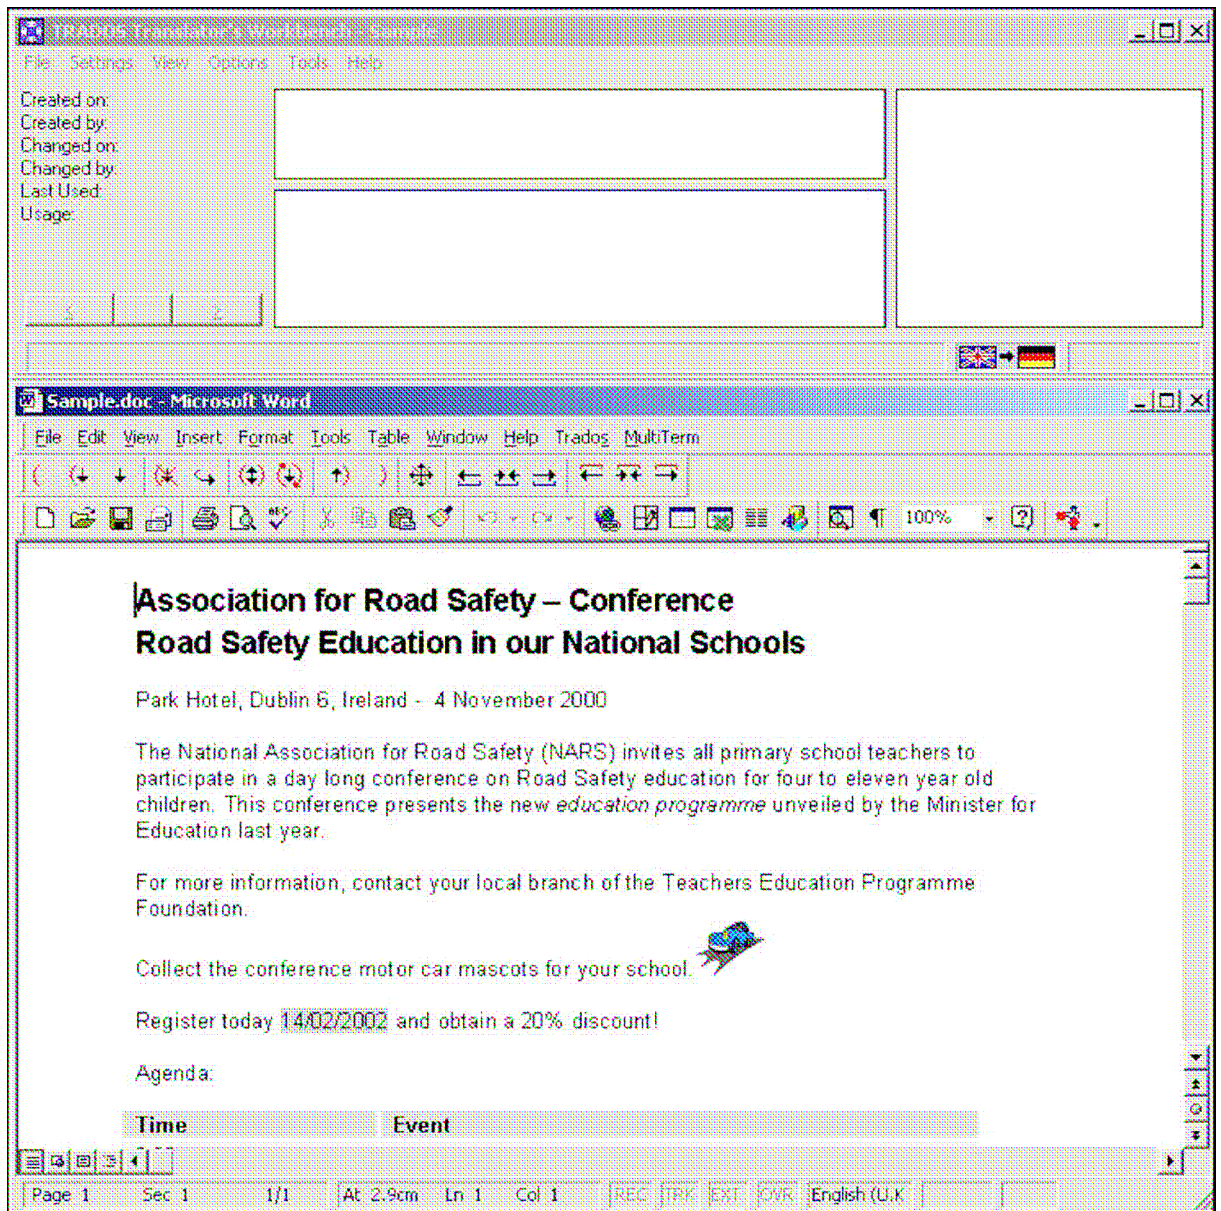 TRADOS Translator's Workbench - Sample
File Settings View Options Tools Help
Created on:
Created by:
Changed on:
Changed by:
Last Used:
Usage:
Sample.doc - Microsoft Word
File Edit View Insert Format Tools Table Window Help Trados MultiTerm
100%
Association for Road Safety – Conference
Road Safety Education in our National Schools
Park Hotel, Dublin 6, Ireland - 4 November 2000
The National Association for Road Safety (NARS) invites all primary school teachers to
participate in a day long conference on Road Safety education for four to eleven year old
children. This conference presents the new education programme unveiled by the Minister for
Education last year.
For more information, contact your local branch of the Teachers Education Programme
Foundation.
Collect the conference motor car mascots for your school.
Register today 14/02/2002 and obtain a 20% discount!
Agenda:
Time Event
Page 1 Sec 1 1/1 At 2.9cm Ln 1 Col 1 REC TRK EXT OVR English (U.K